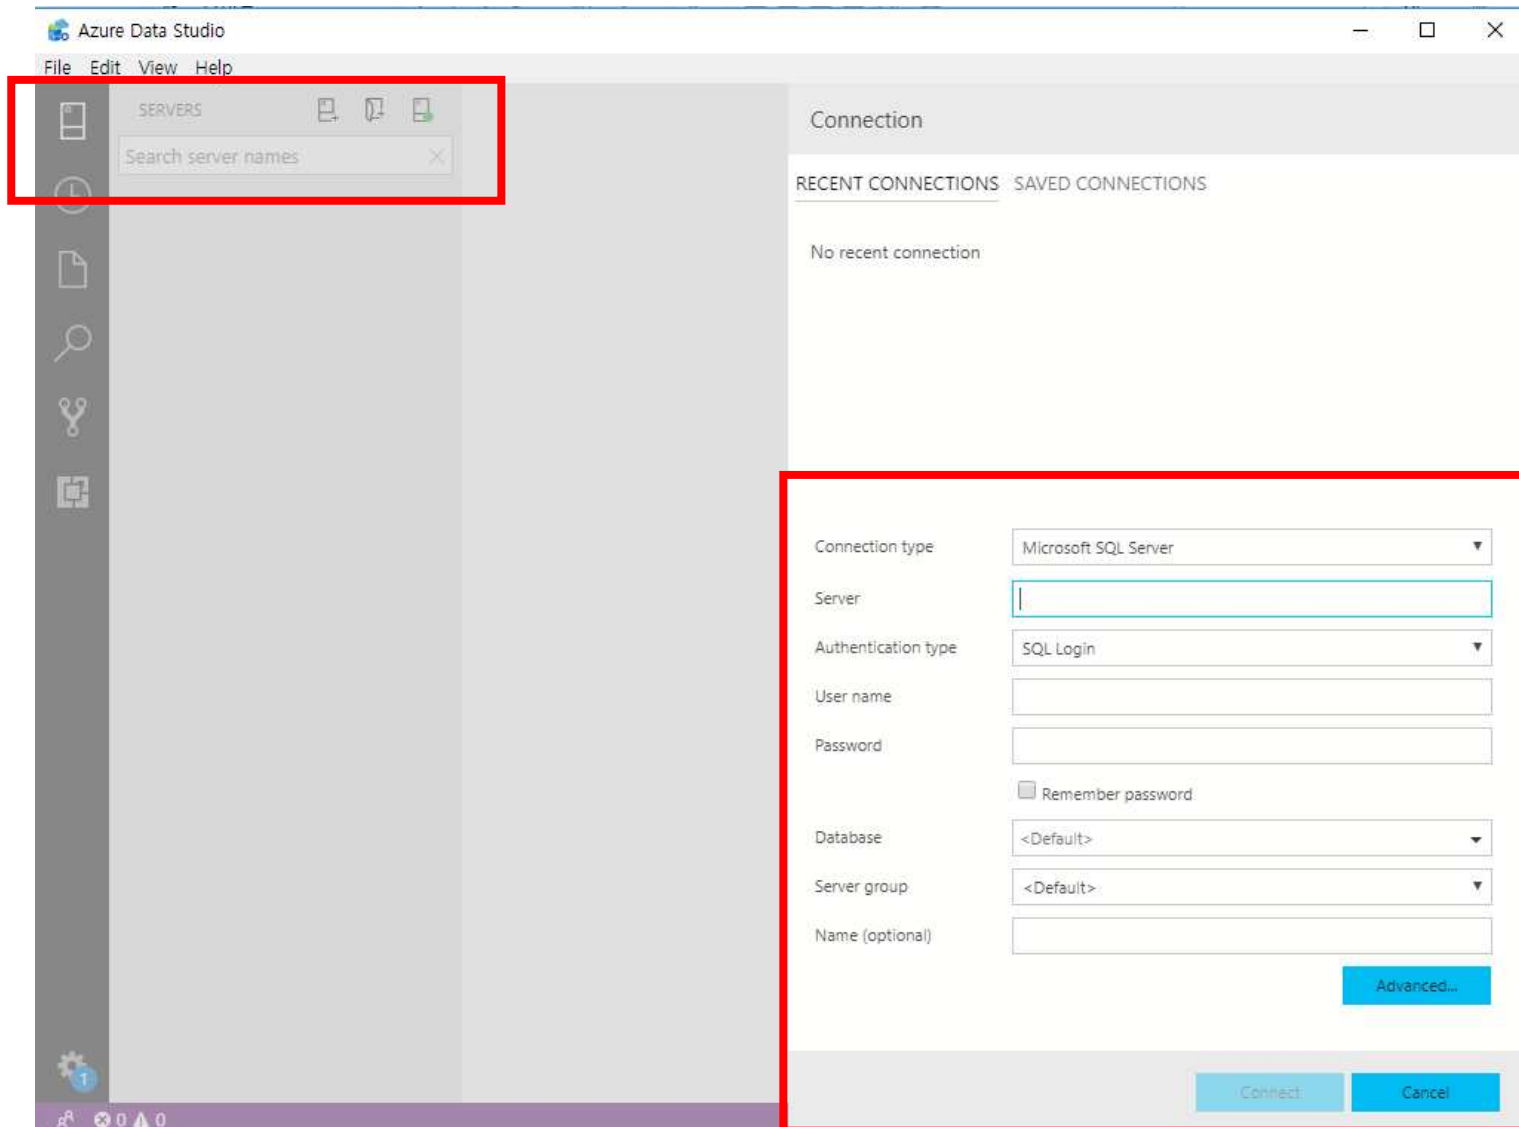 Azure Data Studio
File Edit View Help
SERVERS
Search server names
Connection
RECENT CONNECTIONS SAVED CONNECTIONS
No recent connection
Connection type Microsoft SQL Server
Server
Authentication type SQL Login
User name
Password
Remember password
Database <Default>
Server group <Default>
Name (optional)
Advanced...
1
Connect Cancel
0 0